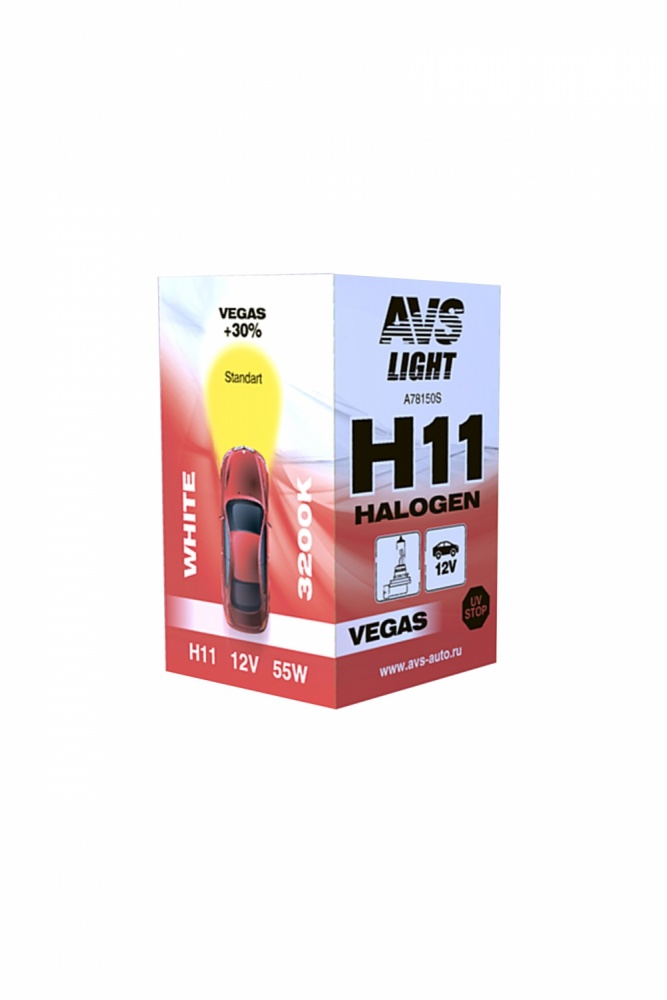 VEGAS
+30%
Standart
WHITE
3200K
H11 12V 55W
AVS
LIGHT
A78150S
H11
HALOGEN
12V
UV
STOP
VEGAS
www.avs-auto.ru